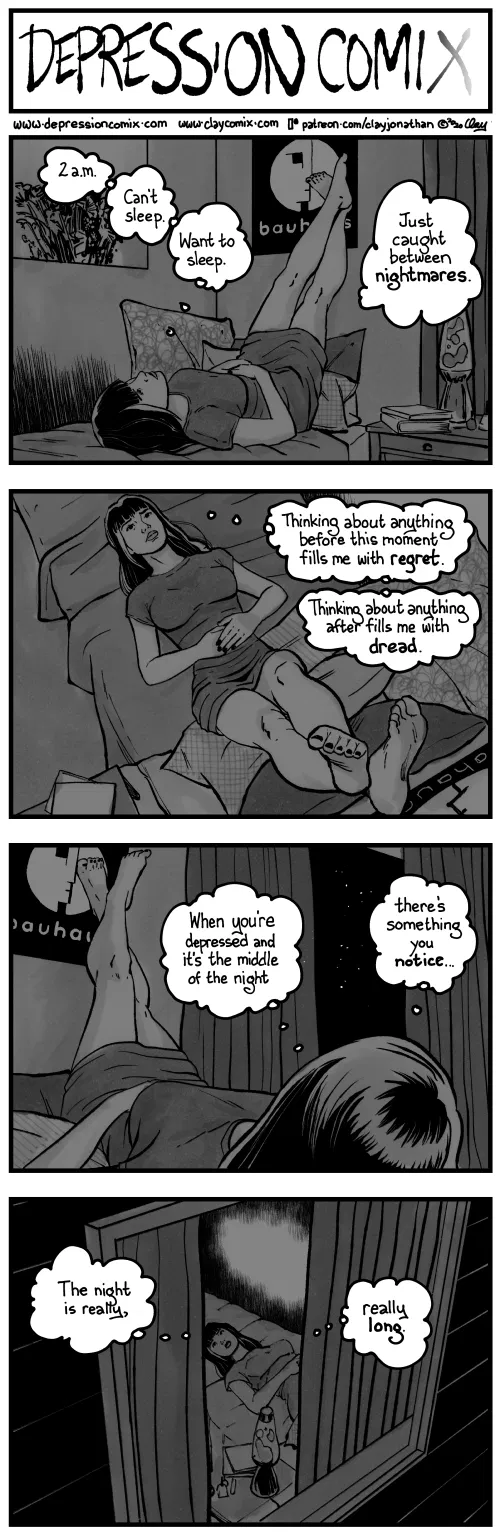 DEPRESSION COMIX
www.depressioncomix.com www.claycomix.com patreon.com/clayjonathan © 2020 Clay
2 a.m.
Can't
sleep.
Want to
sleep.
Just
caught
between
nightmares.
bauh s
Thinking about anything
before this moment
fills me with regret.
Thinking about anything
after fills me with
dread.
When you're
depressed and
it's the middle
of the night
there's
something
you
notice...
bauhau
The night
is really,
really
long.